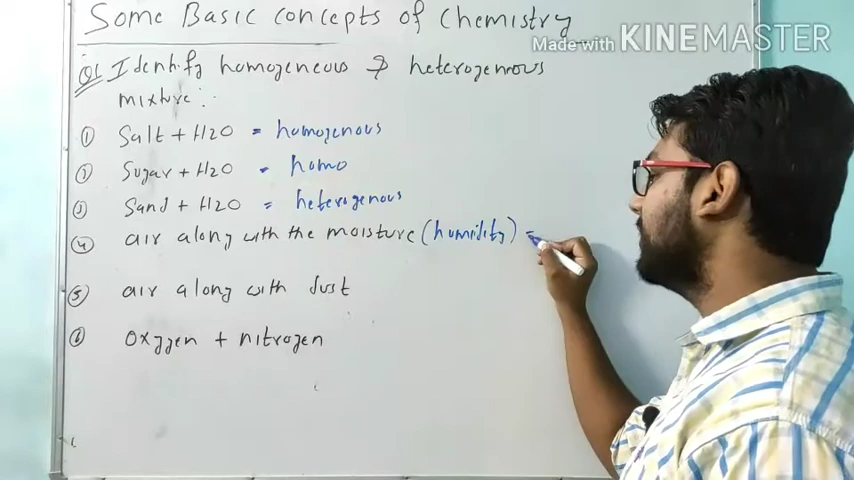 Some Basic concepts of Chemistry
Made with KINEMASTER
Q1 Identify homogeneous & heterogenous
mixture :-
① Salt + H2O = homogenous
② Sugar + H2O = homo
③ Sand + H2O = heterogenous
④ air along with the moisture (humidity) =
⑤ air along with dust
⑥ oxygen + nitrogen